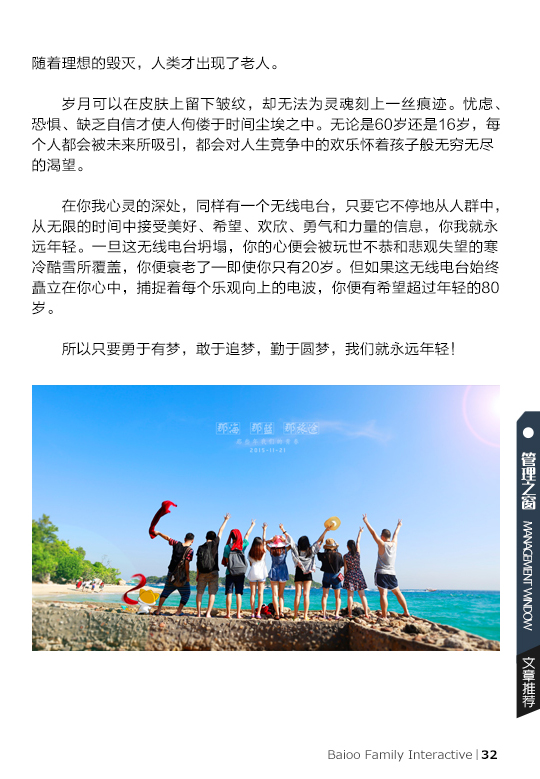 随着理想的毁灭，人类才出现了老人。
岁月可以在皮肤上留下皱纹，却无法为灵魂刻上一丝痕迹。忧虑、
恐惧、缺乏自信才使人佝偻于时间尘埃之中。无论是60岁还是16岁，每
个人都会被未来所吸引，都会对人生竞争中的欢乐怀着孩子般无穷无尽
的渴望。
在你我心灵的深处，同样有一个无线电台，只要它不停地从人群中，
从无限的时间中接受美好、希望、欢欣、勇气和力量的信息，你我就永
远年轻。一旦这无线电台坍塌，你的心便会被玩世不恭和悲观失望的寒
冷酷雪所覆盖，你便衰老了—即使你只有20岁。但如果这无线电台始终
矗立在你心中，捕捉着每个乐观向上的电波，你便有希望超过年轻的80
岁。
所以只要勇于有梦，敢于追梦，勤于圆梦，我们就永远年轻！
那海 那蓝
2015-11-21
管理之窗 MANAGEMENT WINDOW
文章推荐
Baioo Family Interactive | 32